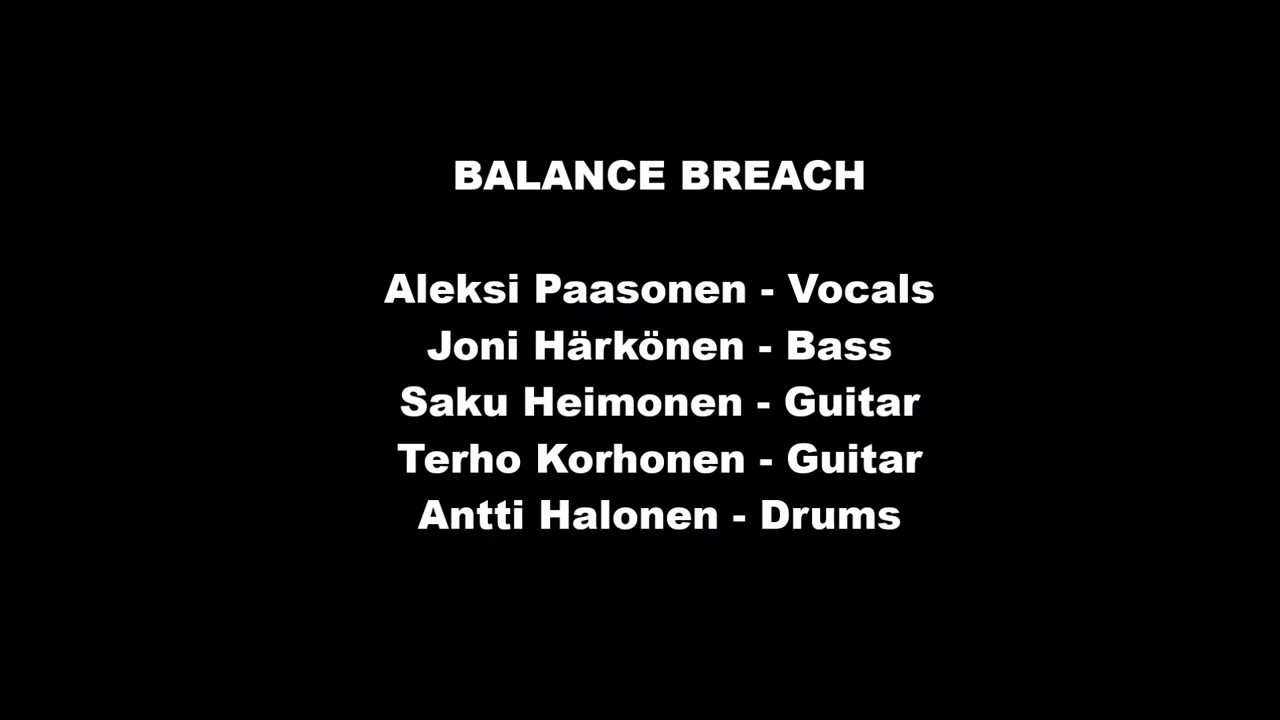 BALANCE BREACH
Aleksi Paasonen - Vocals
Joni Härkönen - Bass
Saku Heimonen - Guitar
Terho Korhonen - Guitar
Antti Halonen - Drums